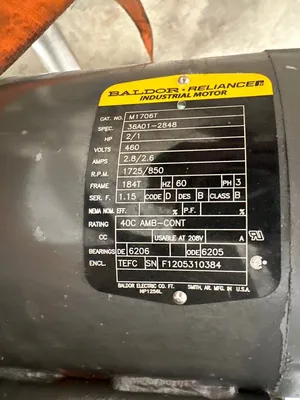 BALDOR • RELIANCE
INDUSTRIAL MOTOR
CAT. NO. M1706T
SPEC. 36A01-2848
HP 2/1
VOLTS 460
AMPS 2.8/2.6
R.P.M. 1725/850
FRAME 184T HZ 60 PH 3
SER. F. 1.15 CODE D DES B CLASS B
NEMA NOM. EFF. % P.F. %
RATING 40C AMB-CONT
CC USABLE AT 208V A
BEARINGS DE 6206 ODE 6205
ENCL. TEFC SN F1205310384
BALDOR ELECTRIC CO. FT. SMITH, AR. MFG. IN U.S.A.
HP1256L